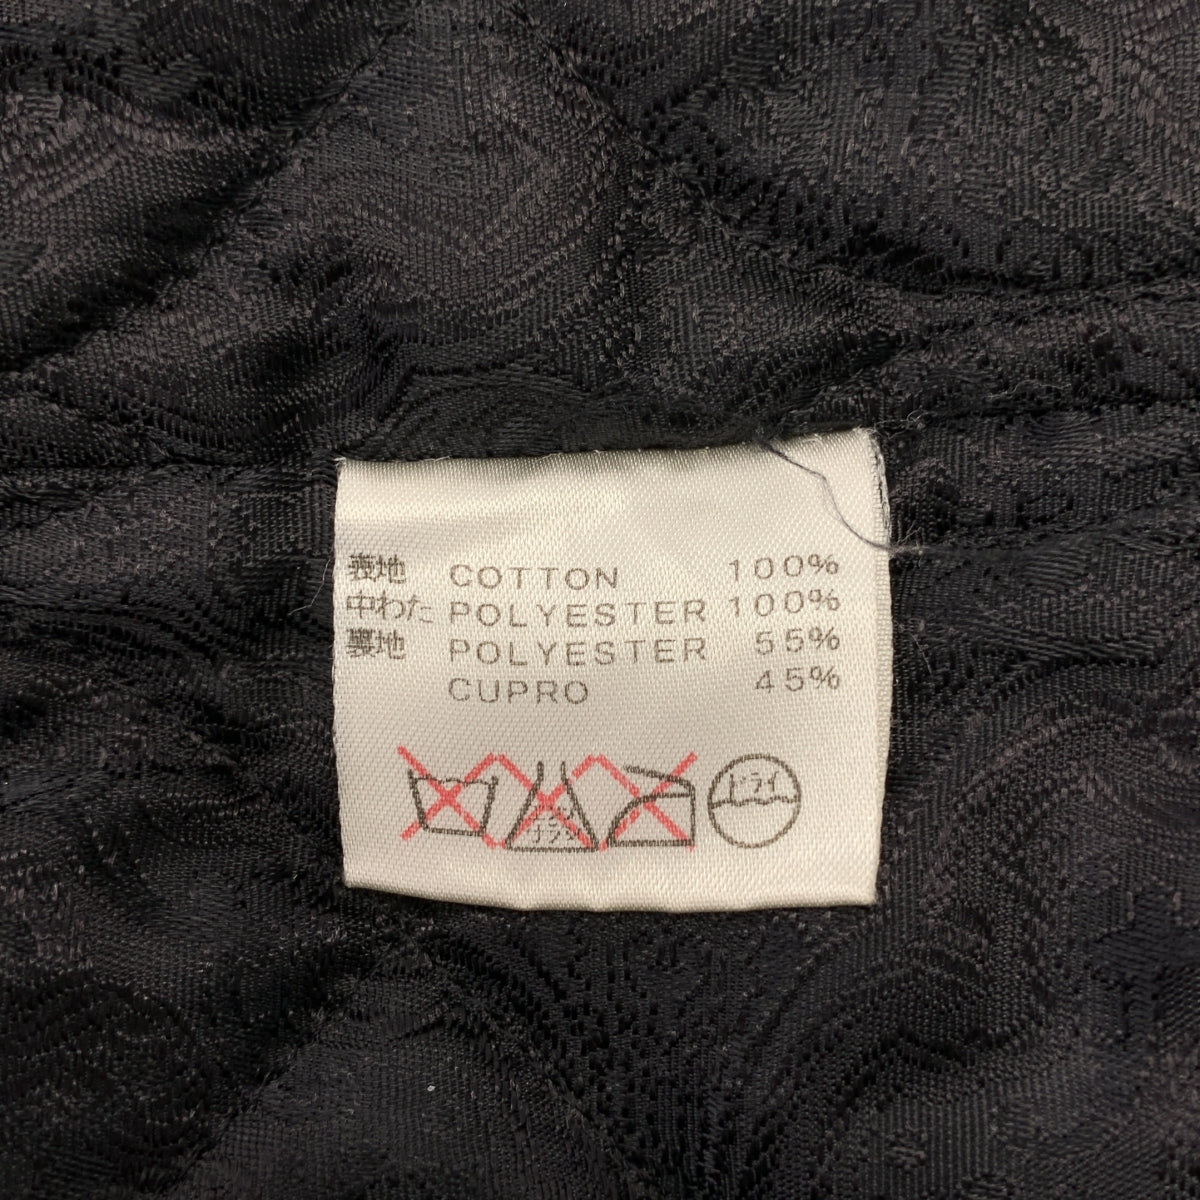 表地 COTTON 100%
中わた POLYESTER 100%
裏地 POLYESTER 55%
CUPRO 45%
ドライ